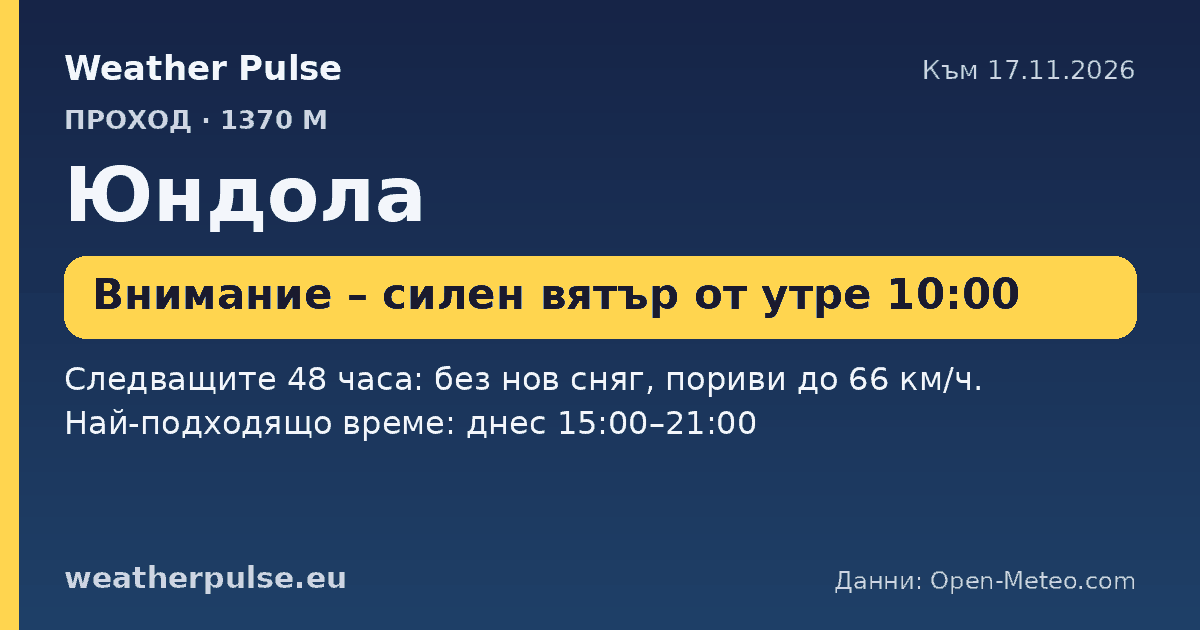 Weather Pulse
Към 17.11.2026
ПРОХОД · 1370 М
Юндола
Внимание – силен вятър от утре 10:00
Следващите 48 часа: без нов сняг, пориви до 66 км/ч.
Най-подходящо време: днес 15:00–21:00
weatherpulse.eu
Данни: Open-Meteo.com